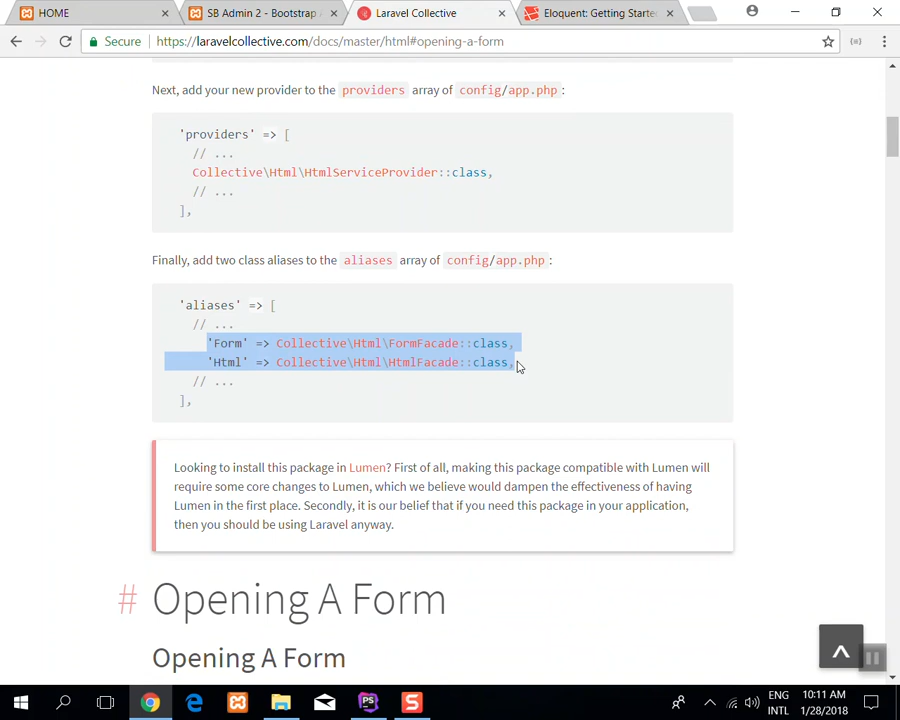 HOME
SB Admin 2 - Bootstrap
Laravel Collective
Eloquent: Getting Starte
Secure
https://laravelcollective.com/docs/master/html#opening-a-form
Next, add your new provider to the providers array of config/app.php :
'providers' => [
// ...
Collective\Html\HtmlServiceProvider::class,
// ...
],
Finally, add two class aliases to the aliases array of config/app.php :
'aliases' => [
// ...
'Form' => Collective\Html\FormFacade::class,
'Html' => Collective\Html\HtmlFacade::class,
// ...
],
Looking to install this package in Lumen? First of all, making this package compatible with Lumen will
require some core changes to Lumen, which we believe would dampen the effectiveness of having
Lumen in the first place. Secondly, it is our belief that if you need this package in your application,
then you should be using Laravel anyway.
# Opening A Form
Opening A Form
PS
S
ENG
INTL
10:11 AM
1/28/2018